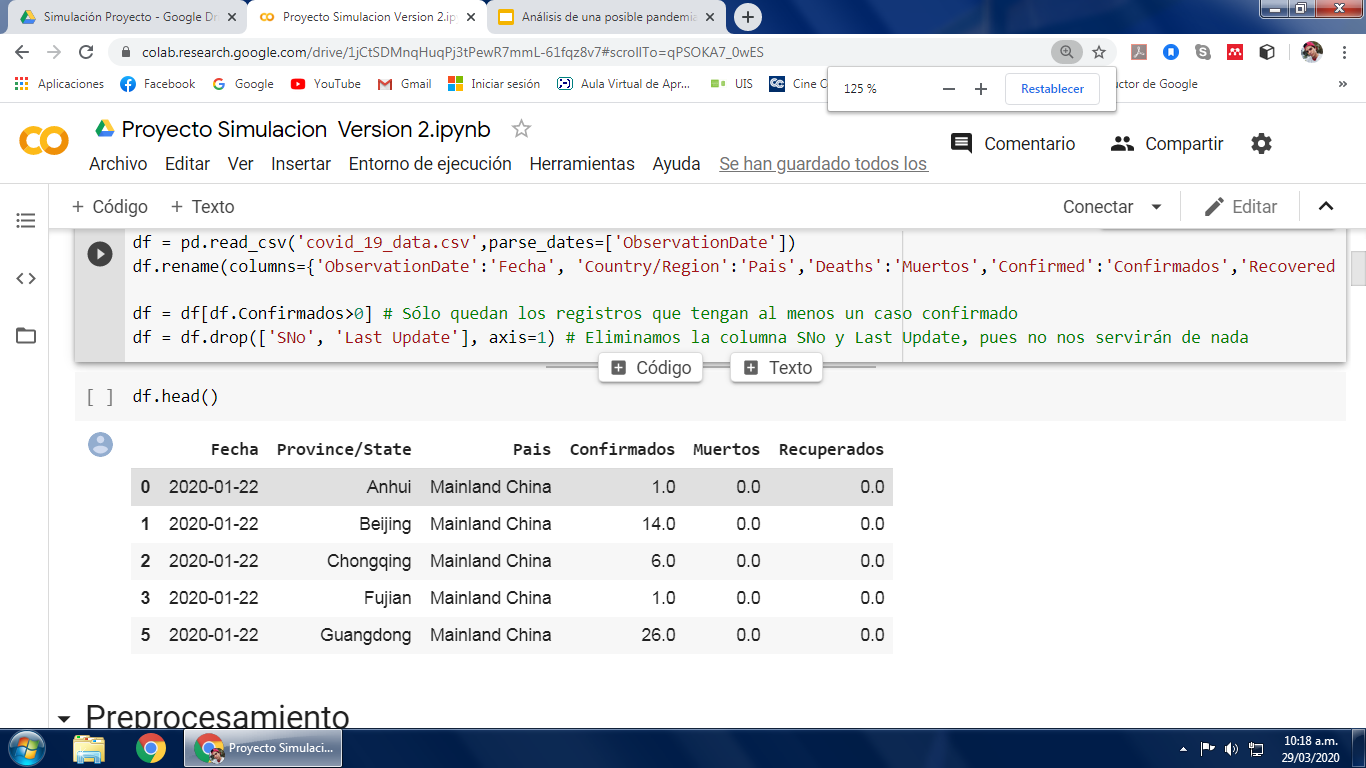 Simulación Proyecto - Google Dr
Proyecto Simulacion Version 2.ip
Análisis de una posible pandemia
colab.research.google.com/drive/1jCtSDMnqHuqPj3tPewR7mmL-61fqz8v7#scrollTo=qPSOKA7_0wES
Aplicaciones Facebook Google YouTube Gmail Iniciar sesión Aula Virtual de Apr... UIS Cine O uctor de Google »
125 % Restablecer
Proyecto Simulacion Version 2.ipynb
Comentario Compartir
Archivo Editar Ver Insertar Entorno de ejecución Herramientas Ayuda Se han guardado todos los
+ Código + Texto Conectar Editar
df = pd.read_csv('covid_19_data.csv',parse_dates=['ObservationDate'])
df.rename(columns={'ObservationDate':'Fecha', 'Country/Region':'Pais','Deaths':'Muertos','Confirmed':'Confirmados','Recovered
df = df[df.Confirmados>0] # Sólo quedan los registros que tengan al menos un caso confirmado
df = df.drop(['SNo', 'Last Update'], axis=1) # Eliminamos la columna SNo y Last Update, pues no nos servirán de nada
Código Texto
[ ] df.head()
Fecha Province/State Pais Confirmados Muertos Recuperados
0 2020-01-22 Anhui Mainland China 1.0 0.0 0.0
1 2020-01-22 Beijing Mainland China 14.0 0.0 0.0
2 2020-01-22 Chongqing Mainland China 6.0 0.0 0.0
3 2020-01-22 Fujian Mainland China 1.0 0.0 0.0
5 2020-01-22 Guangdong Mainland China 26.0 0.0 0.0
Preprocesamiento
Proyecto Simulaci...
10:18 a.m.
29/03/2020